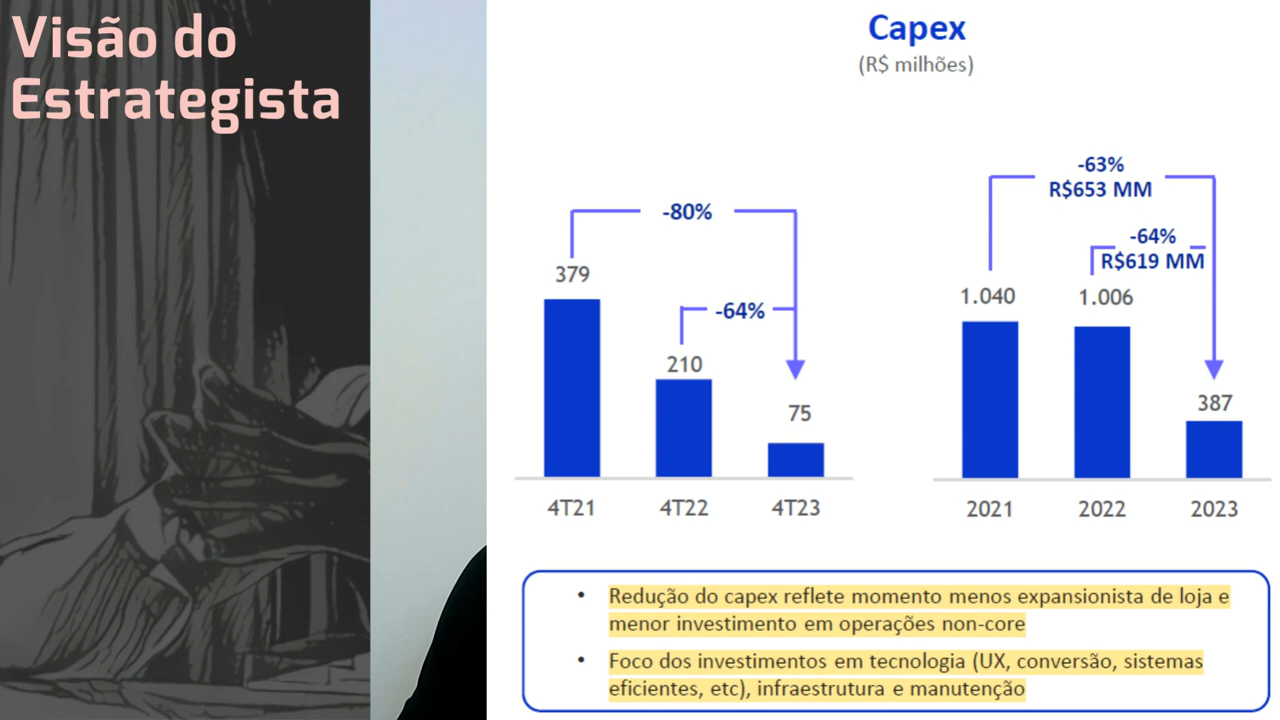 Visão do
Estrategista
Capex
(R$ milhões)
-80%
379
-64%
210
75
4T21
4T22
4T23
-63%
R$653 MM
-64%
R$619 MM
1.040
1.006
387
2021
2022
2023
• Redução do capex reflete momento menos expansionista de loja e
menor investimento em operações non-core
• Foco dos investimentos em tecnologia (UX, conversão, sistemas
eficientes, etc), infraestrutura e manutenção